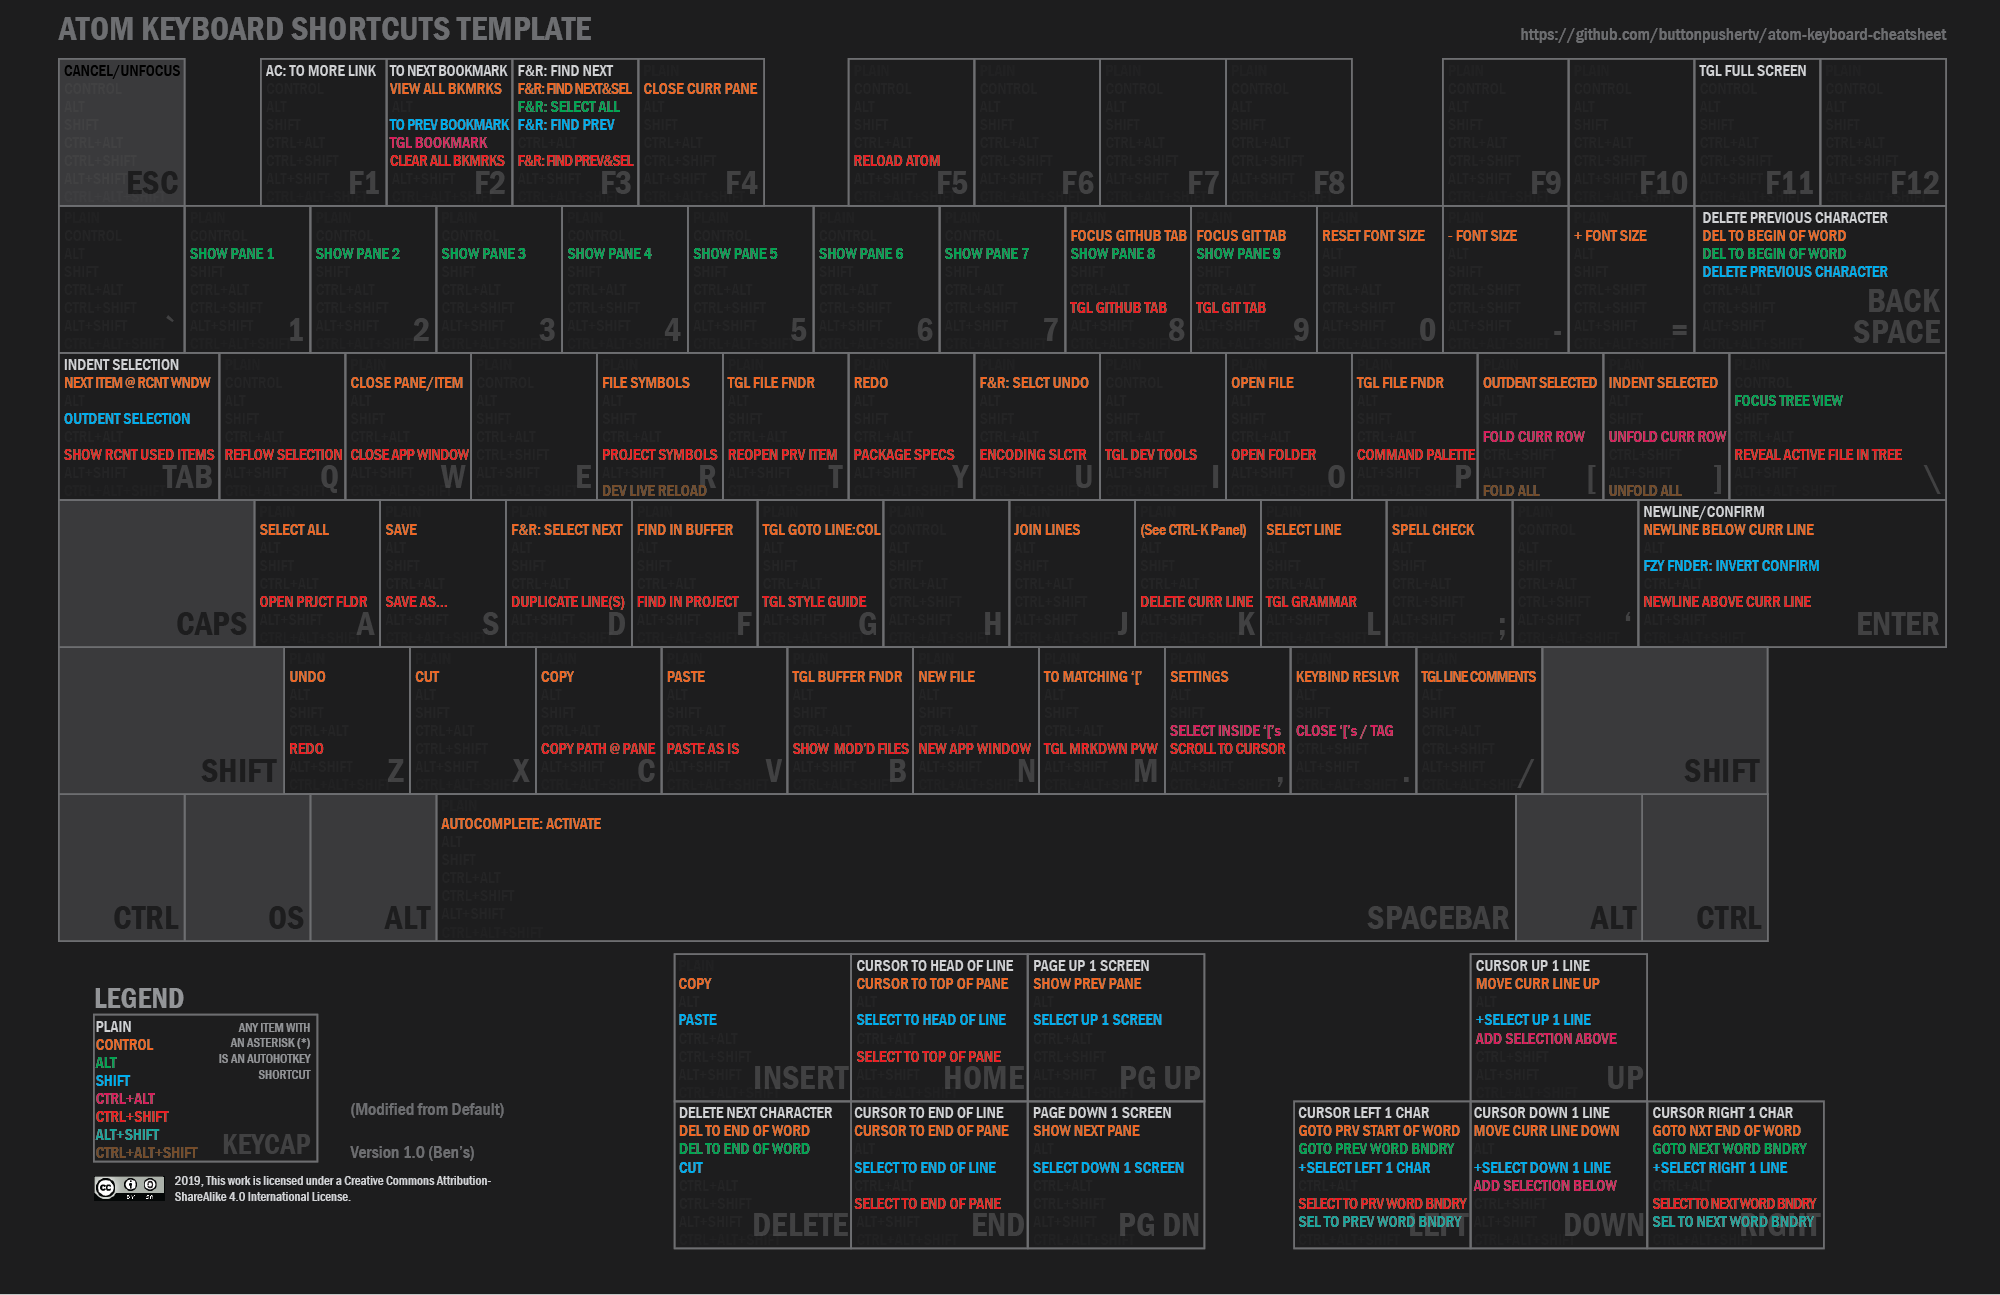 ATOM KEYBOARD SHORTCUTS TEMPLATE
https://github.com/buttonpushertv/atom-keyboard-cheatsheet
CANCEL/UNFOCUS
ESC
AC: TO MORE LINK
F1
TO NEXT BOOKMARK
VIEW ALL BKMRKS
TO PREV BOOKMARK
TGL BOOKMARK
CLEAR ALL BKMRKS
F2
F&R: FIND NEXT
F&R: FIND NEXT&SEL
F&R: SELECT ALL
F&R: FIND PREV
F&R: FIND PREV&SEL
F3
CLOSE CURR PANE
F4
RELOAD ATOM
F5
F6
F7
F8
F9
F10
TGL FULL SCREEN
F11
F12
`
SHOW PANE 1
1
SHOW PANE 2
2
SHOW PANE 3
3
SHOW PANE 4
4
SHOW PANE 5
5
SHOW PANE 6
6
SHOW PANE 7
7
FOCUS GITHUB TAB
SHOW PANE 8
TGL GITHUB TAB
8
FOCUS GIT TAB
SHOW PANE 9
TGL GIT TAB
9
RESET FONT SIZE
0
- FONT SIZE
-
+ FONT SIZE
=
DELETE PREVIOUS CHARACTER
DEL TO BEGIN OF WORD
DEL TO BEGIN OF WORD
DELETE PREVIOUS CHARACTER
BACK
SPACE
INDENT SELECTION
NEXT ITEM @ RCNT WNDW
OUTDENT SELECTION
SHOW RCNT USED ITEMS
TAB
REFLOW SELECTION
Q
CLOSE PANE/ITEM
CLOSE APP WINDOW
W
E
FILE SYMBOLS
PROJECT SYMBOLS
R
DEV LIVE RELOAD
TGL FILE FNDR
REOPEN PRV ITEM
T
REDO
PACKAGE SPECS
Y
F&R: SELCT UNDO
ENCODING SLCTR
U
TGL DEV TOOLS
I
OPEN FILE
OPEN FOLDER
O
TGL FILE FNDR
COMMAND PALETTE
P
OUTDENT SELECTED
FOLD CURR ROW
[
FOLD ALL
INDENT SELECTED
UNFOLD CURR ROW
]
UNFOLD ALL
FOCUS TREE VIEW
REVEAL ACTIVE FILE IN TREE
\
CAPS
SELECT ALL
OPEN PRJCT FLDR
A
SAVE
SAVE AS...
S
F&R: SELECT NEXT
DUPLICATE LINE(S)
D
FIND IN BUFFER
FIND IN PROJECT
F
TGL GOTO LINE:COL
TGL STYLE GUIDE
G
H
JOIN LINES
J
(See CTRL-K Panel)
DELETE CURR LINE
K
SELECT LINE
TGL GRAMMAR
L
SPELL CHECK
;
‘
NEWLINE/CONFIRM
NEWLINE BELOW CURR LINE
FZY FNDER: INVERT CONFIRM
NEWLINE ABOVE CURR LINE
ENTER
SHIFT
UNDO
REDO
Z
CUT
X
COPY
COPY PATH @ PANE
C
PASTE
PASTE AS IS
V
TGL BUFFER FNDR
SHOW MOD'D FILES
B
NEW FILE
NEW APP WINDOW
N
TO MATCHING ‘[’
TGL MRKDWN PVW
M
SETTINGS
SELECT INSIDE ‘[’s
SCROLL TO CURSOR
,
KEYBIND RESLVR
CLOSE ‘[’s / TAG
.
TGL LINE COMMENTS
/
SHIFT
CTRL
OS
ALT
AUTOCOMPLETE: ACTIVATE
SPACEBAR
ALT
CTRL
COPY
PASTE
INSERT
CURSOR TO HEAD OF LINE
CURSOR TO TOP OF PANE
SELECT TO HEAD OF LINE
SELECT TO TOP OF PANE
HOME
PAGE UP 1 SCREEN
SHOW PREV PANE
SELECT UP 1 SCREEN
PG UP
CURSOR UP 1 LINE
MOVE CURR LINE UP
+SELECT UP 1 LINE
ADD SELECTION ABOVE
UP
DELETE NEXT CHARACTER
DEL TO END OF WORD
DEL TO END OF WORD
CUT
DELETE
CURSOR TO END OF LINE
CURSOR TO END OF PANE
SELECT TO END OF LINE
SELECT TO END OF PANE
END
PAGE DOWN 1 SCREEN
SHOW NEXT PANE
SELECT DOWN 1 SCREEN
PG DN
CURSOR LEFT 1 CHAR
GOTO PRV START OF WORD
GOTO PREV WORD BNDRY
+SELECT LEFT 1 CHAR
SELECT TO PRV WORD BNDRY
SEL TO PREV WORD BNDRY
LEFT
CURSOR DOWN 1 LINE
MOVE CURR LINE DOWN
+SELECT DOWN 1 LINE
ADD SELECTION BELOW
DOWN
CURSOR RIGHT 1 CHAR
GOTO NXT END OF WORD
GOTO NEXT WORD BNDRY
+SELECT RIGHT 1 LINE
SELECT TO NEXT WORD BNDRY
SEL TO NEXT WORD BNDRY
RIGHT
LEGEND
PLAIN
CONTROL
ALT
SHIFT
CTRL+ALT
CTRL+SHIFT
ALT+SHIFT
CTRL+ALT+SHIFT
ANY ITEM WITH
AN ASTERISK (*)
IS AN AUTOHOTKEY
SHORTCUT
KEYCAP
(Modified from Default)
Version 1.0 (Ben's)
cc
BY SA
2019, This work is licensed under a Creative Commons Attribution-
ShareAlike 4.0 International License.